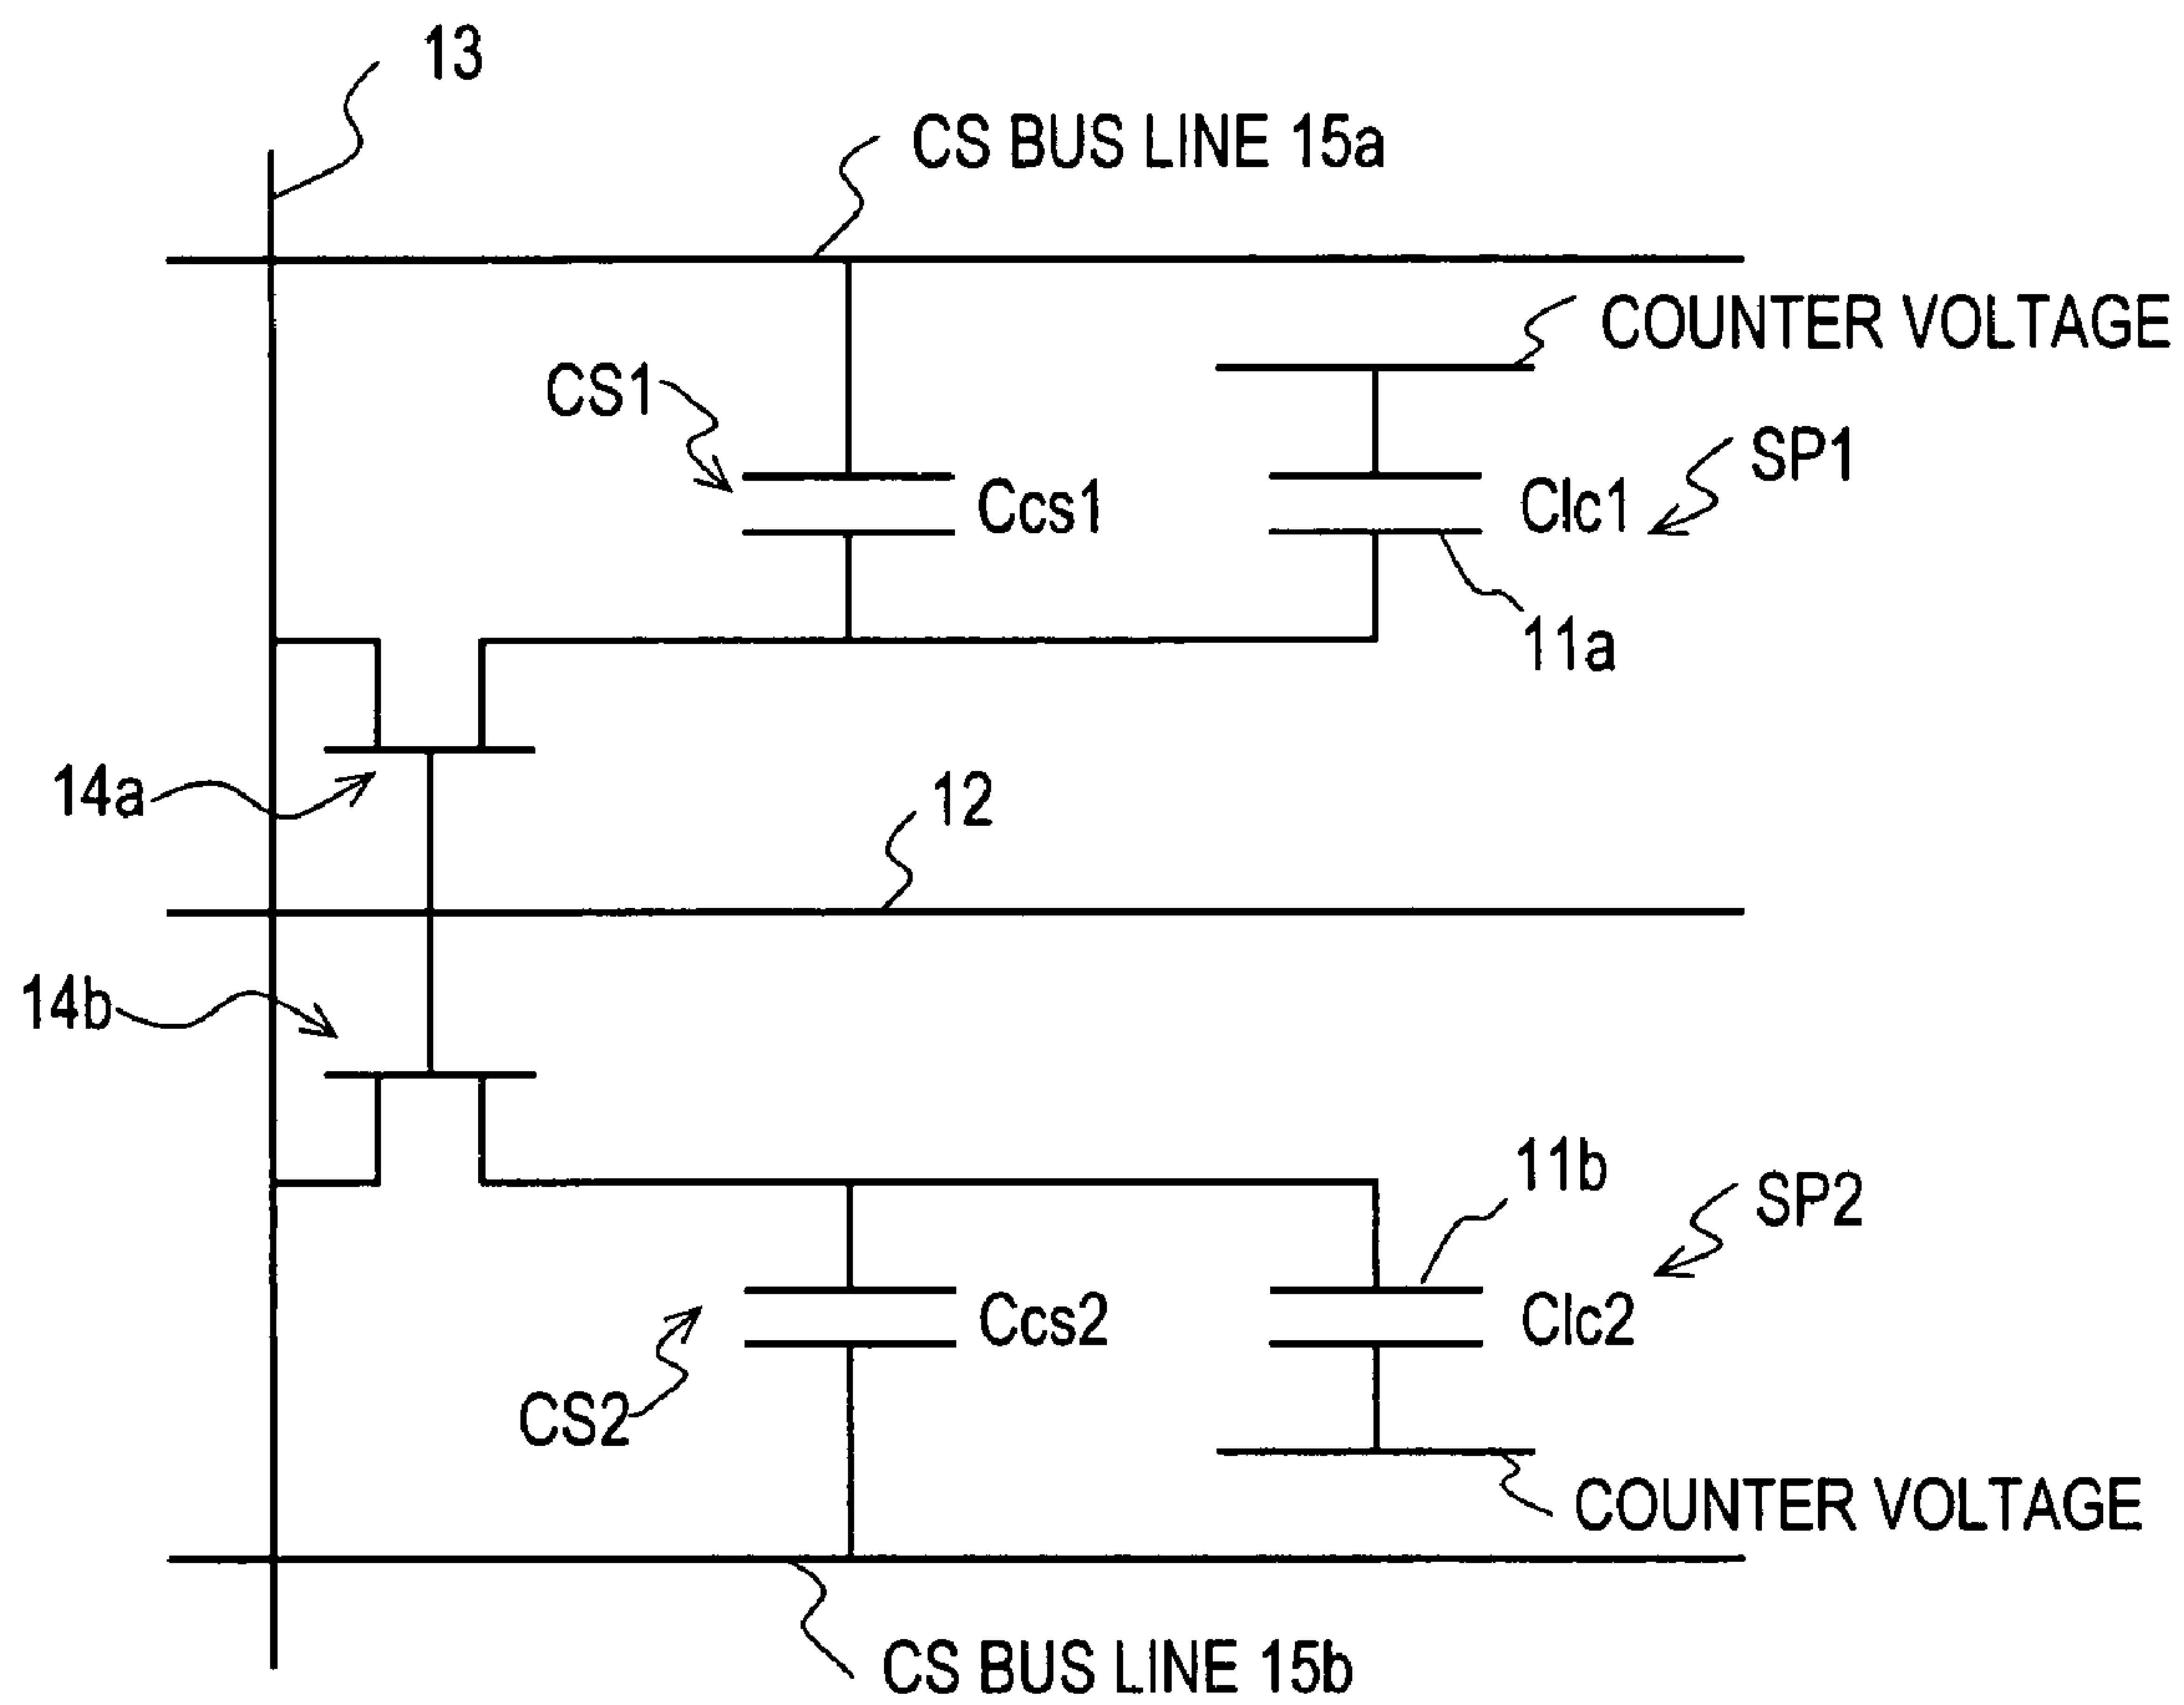 13
CS BUS LINE 15a
COUNTER VOLTAGE
CS1
Ccs1
Clc1
SP1
11a
14a
12
14b
11b
SP2
Ccs2
Clc2
CS2
COUNTER VOLTAGE
CS BUS LINE 15b